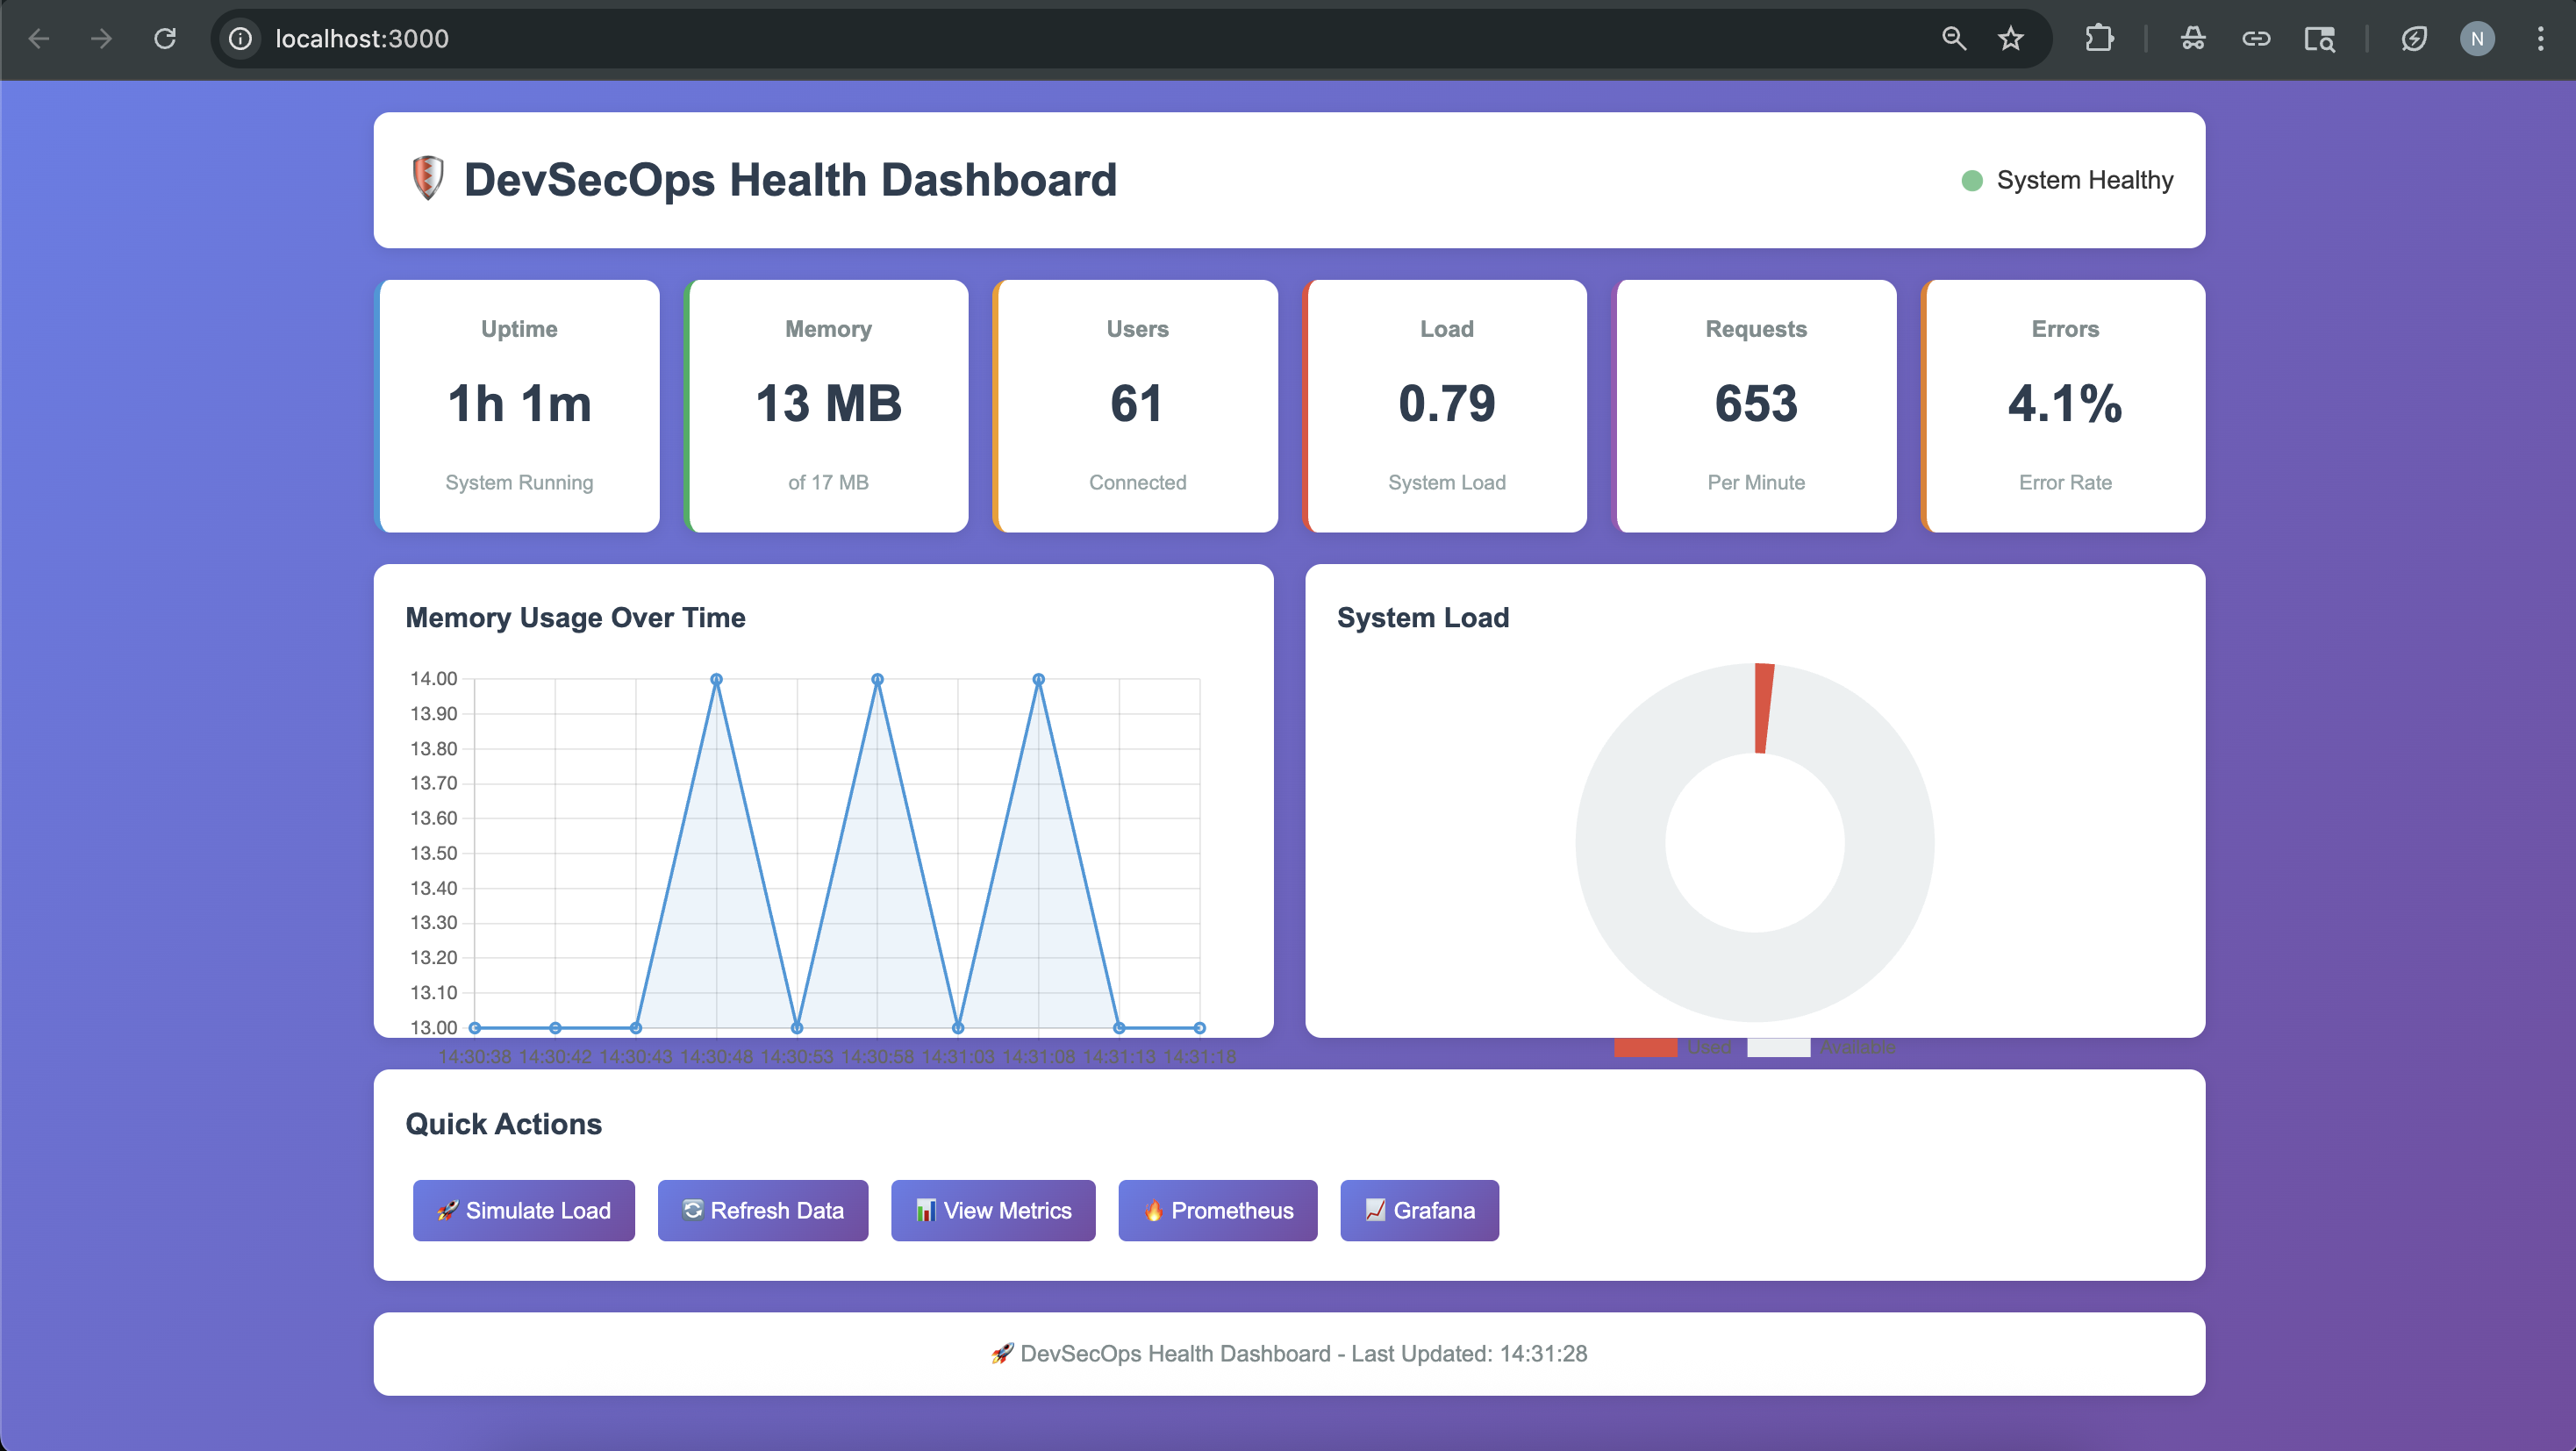 localhost:3000
N
DevSecOps Health Dashboard
System Healthy
Uptime
1h 1m
System Running
Memory
13 MB
of 17 MB
Users
61
Connected
Load
0.79
System Load
Requests
653
Per Minute
Errors
4.1%
Error Rate
Memory Usage Over Time
14.00
13.90
13.80
13.70
13.60
13.50
13.40
13.30
13.20
13.10
13.00
14:30:38 14:30:42 14:30:43 14:30:48 14:30:53 14:30:58 14:31:03 14:31:08 14:31:13 14:31:18
System Load
Used Available
Quick Actions
Simulate Load
Refresh Data
View Metrics
Prometheus
Grafana
DevSecOps Health Dashboard - Last Updated: 14:31:28